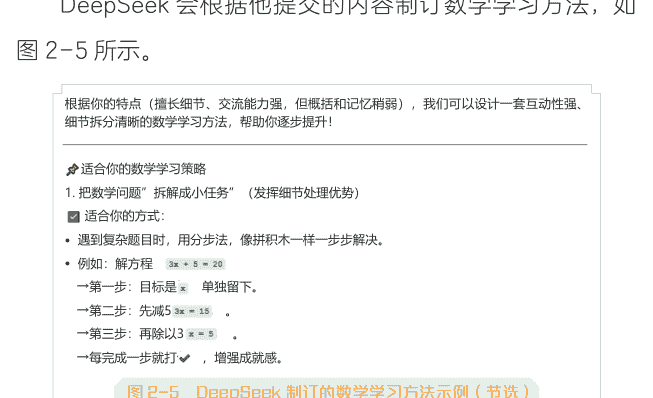 DeepSeek 会根据他提交的内容制订数学学习方法，如
图 2-5 所示。
根据你的特点（擅长细节、交流能力强，但概括和记忆稍弱），我们可以设计一套互动性强、
细节拆分清晰的数学学习方法，帮助你逐步提升！
📌适合你的数学学习策略
1. 把数学问题”拆解成小任务”（发挥细节处理优势）
☑ 适合你的方式：
• 遇到复杂题目时，用分步法，像拼积木一样一步步解决。
• 例如：解方程 3x + 5 = 20
→第一步：目标是 x 单独留下。
→第二步：先减5 3x = 15 。
→第三步：再除以3 x = 5 。
→每完成一步就打✔，增强成就感。
图 2-5 DeepSeek 制订的数学学习方法示例（节选）